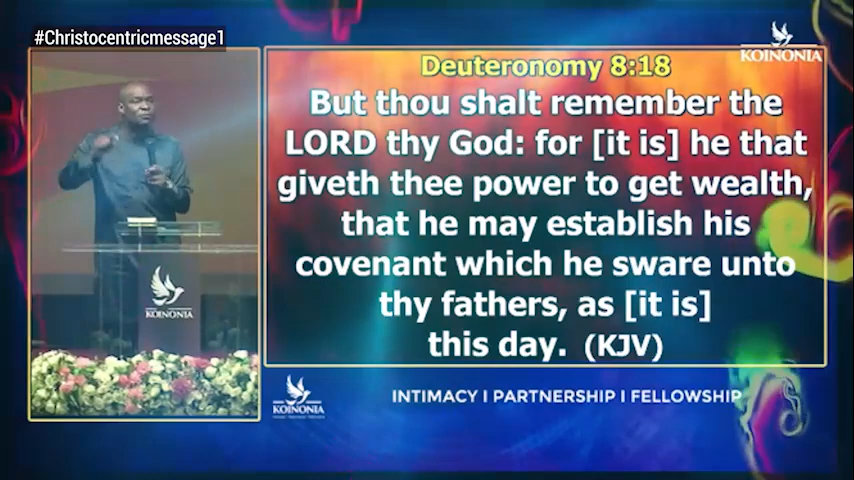 #Christocentricmessage1
KOINONIA
Deuteronomy 8:18
But thou shalt remember the
LORD thy God: for [it is] he that
giveth thee power to get wealth,
that he may establish his
covenant which he sware unto
thy fathers, as [it is]
this day. (KJV)
KOINONIA
KOINONIA
INTIMACY I PARTNERSHIP I FELLOWSHIP